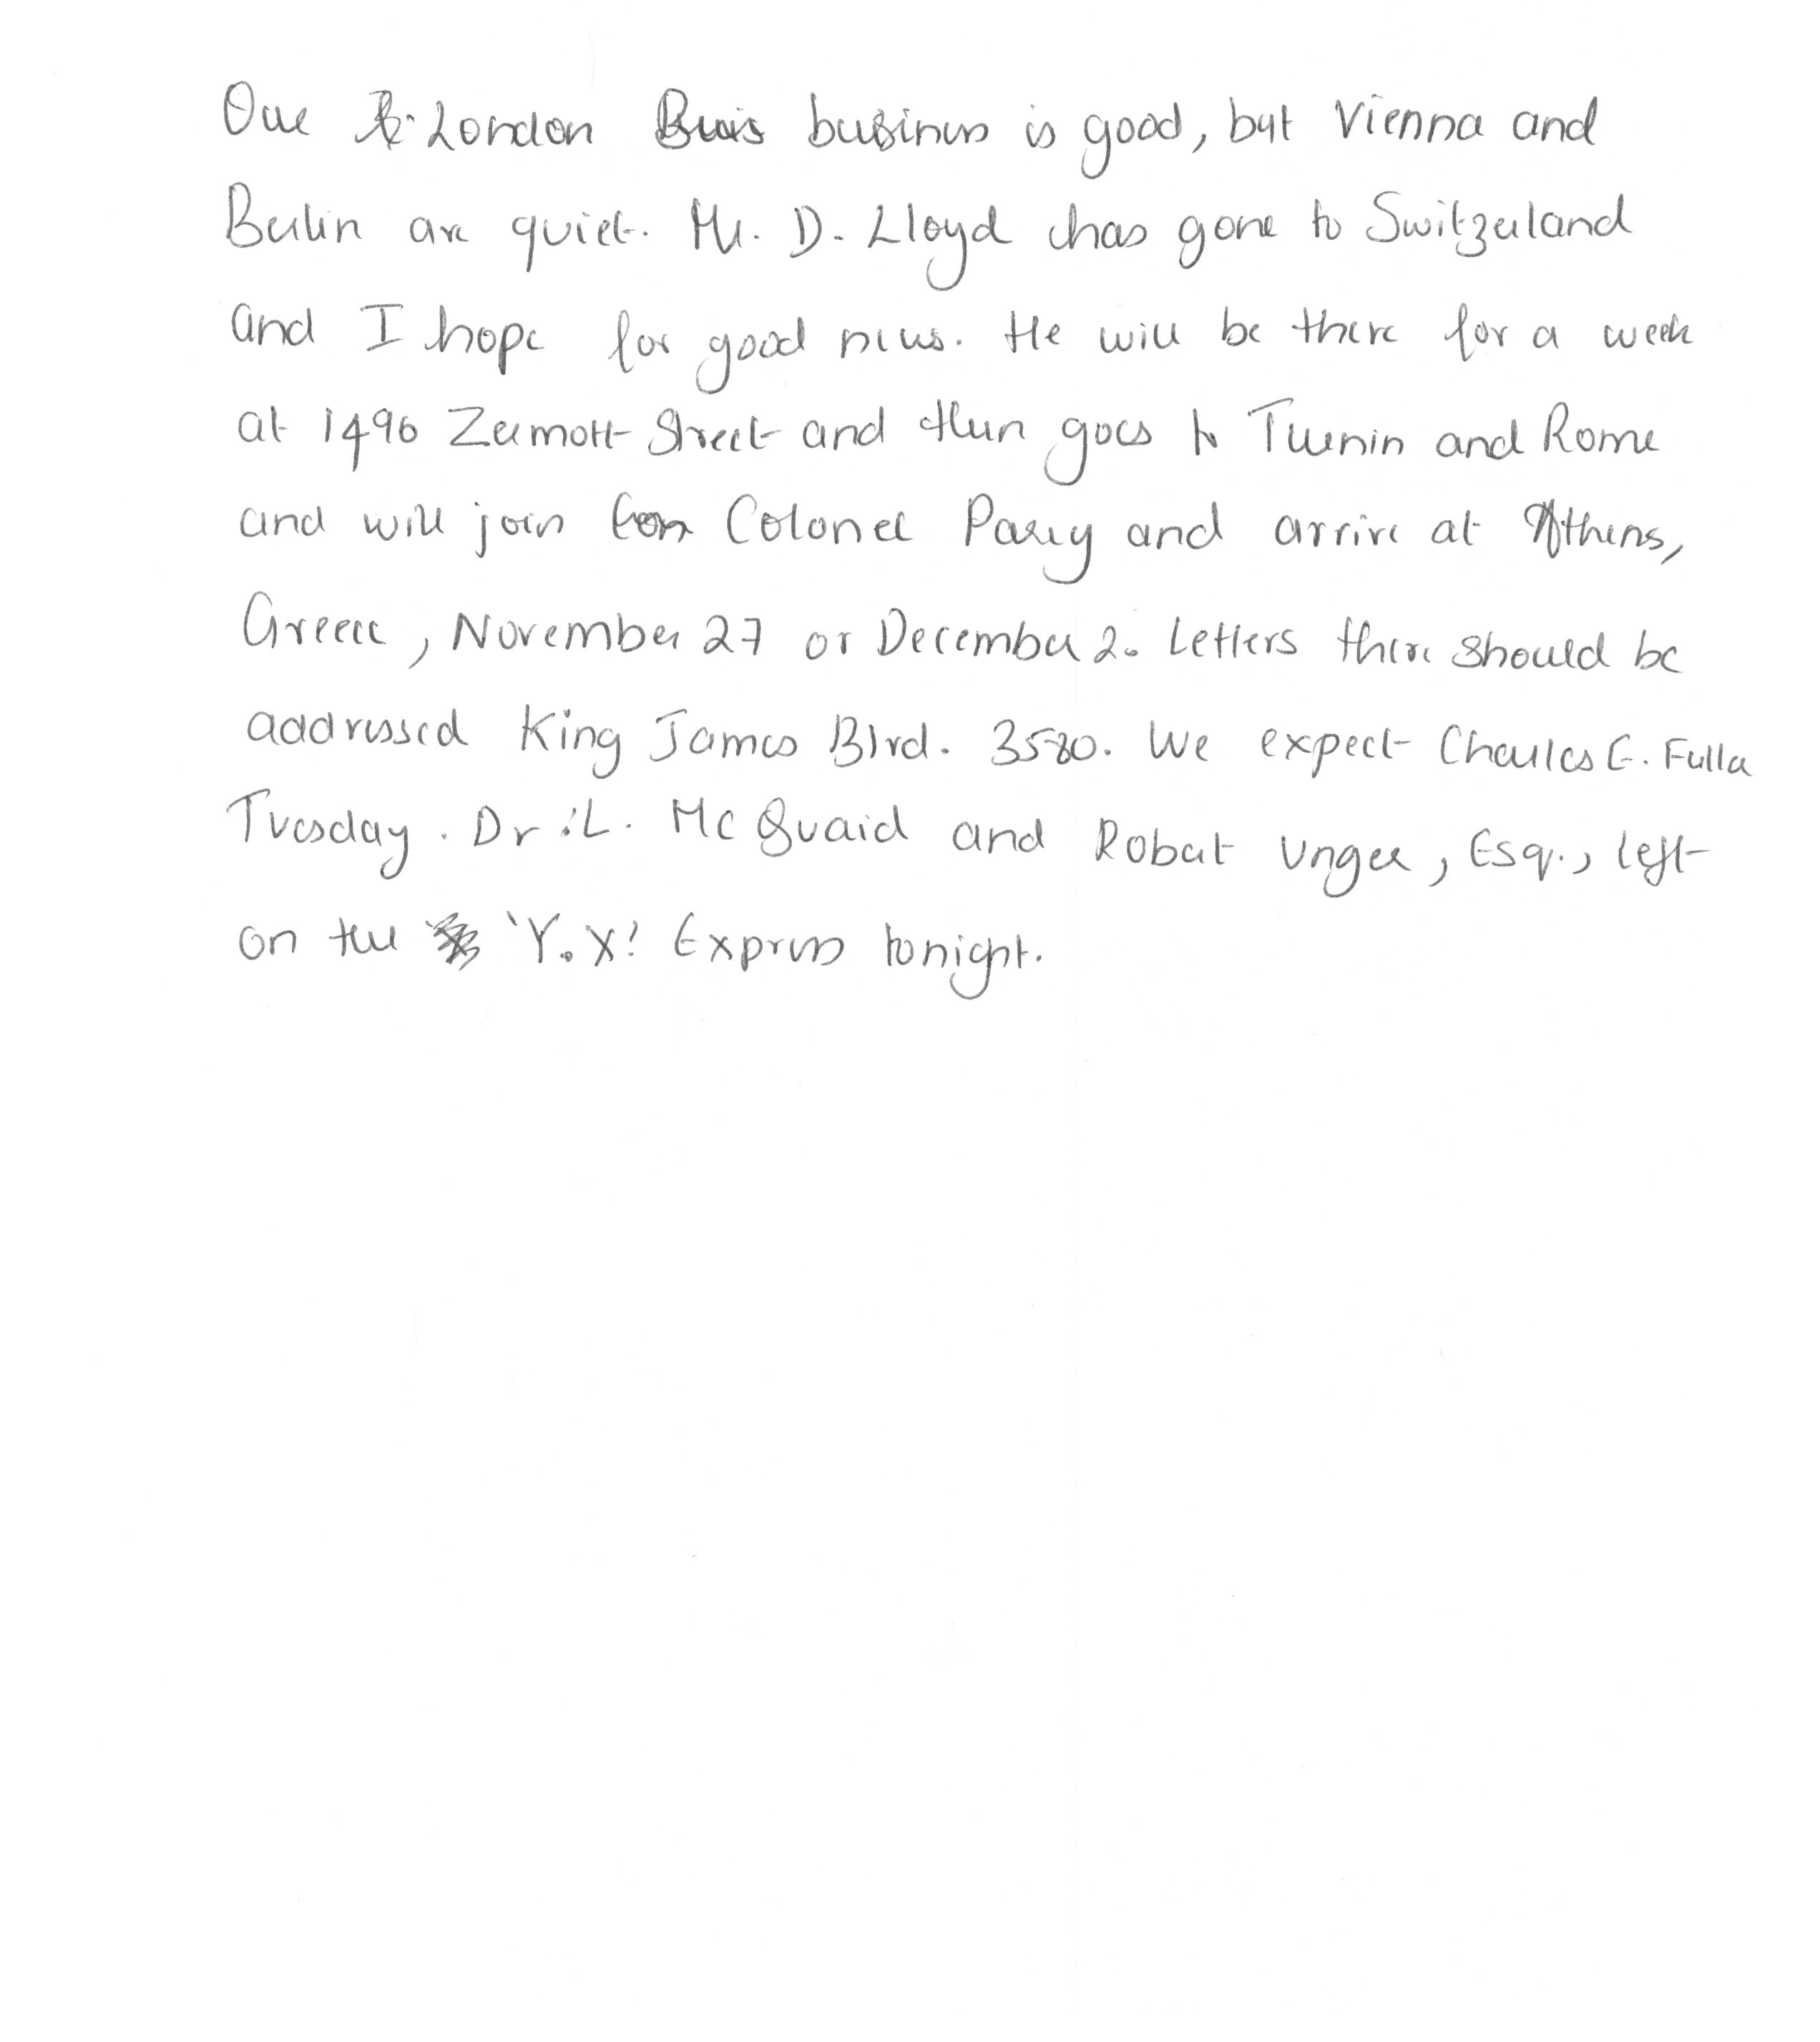 Our London business is good, but Vienna and
Berlin are quiet. Mr. D. Lloyd has gone to Switzerland
and I hope for good news. He will be there for a week
at 1496 Zermott Street and then goes to Turnin and Rome
and will join Colonel Parry and arrive at Athens,
Greece, November 27 or December 2. Letters there should be
addressed King James Blvd. 3580. We expect Charles E. Fuller
Tuesday. Dr. L. McQuaid and Robert Unger, Esq., left
on the 'Y.X.' Express tonight.